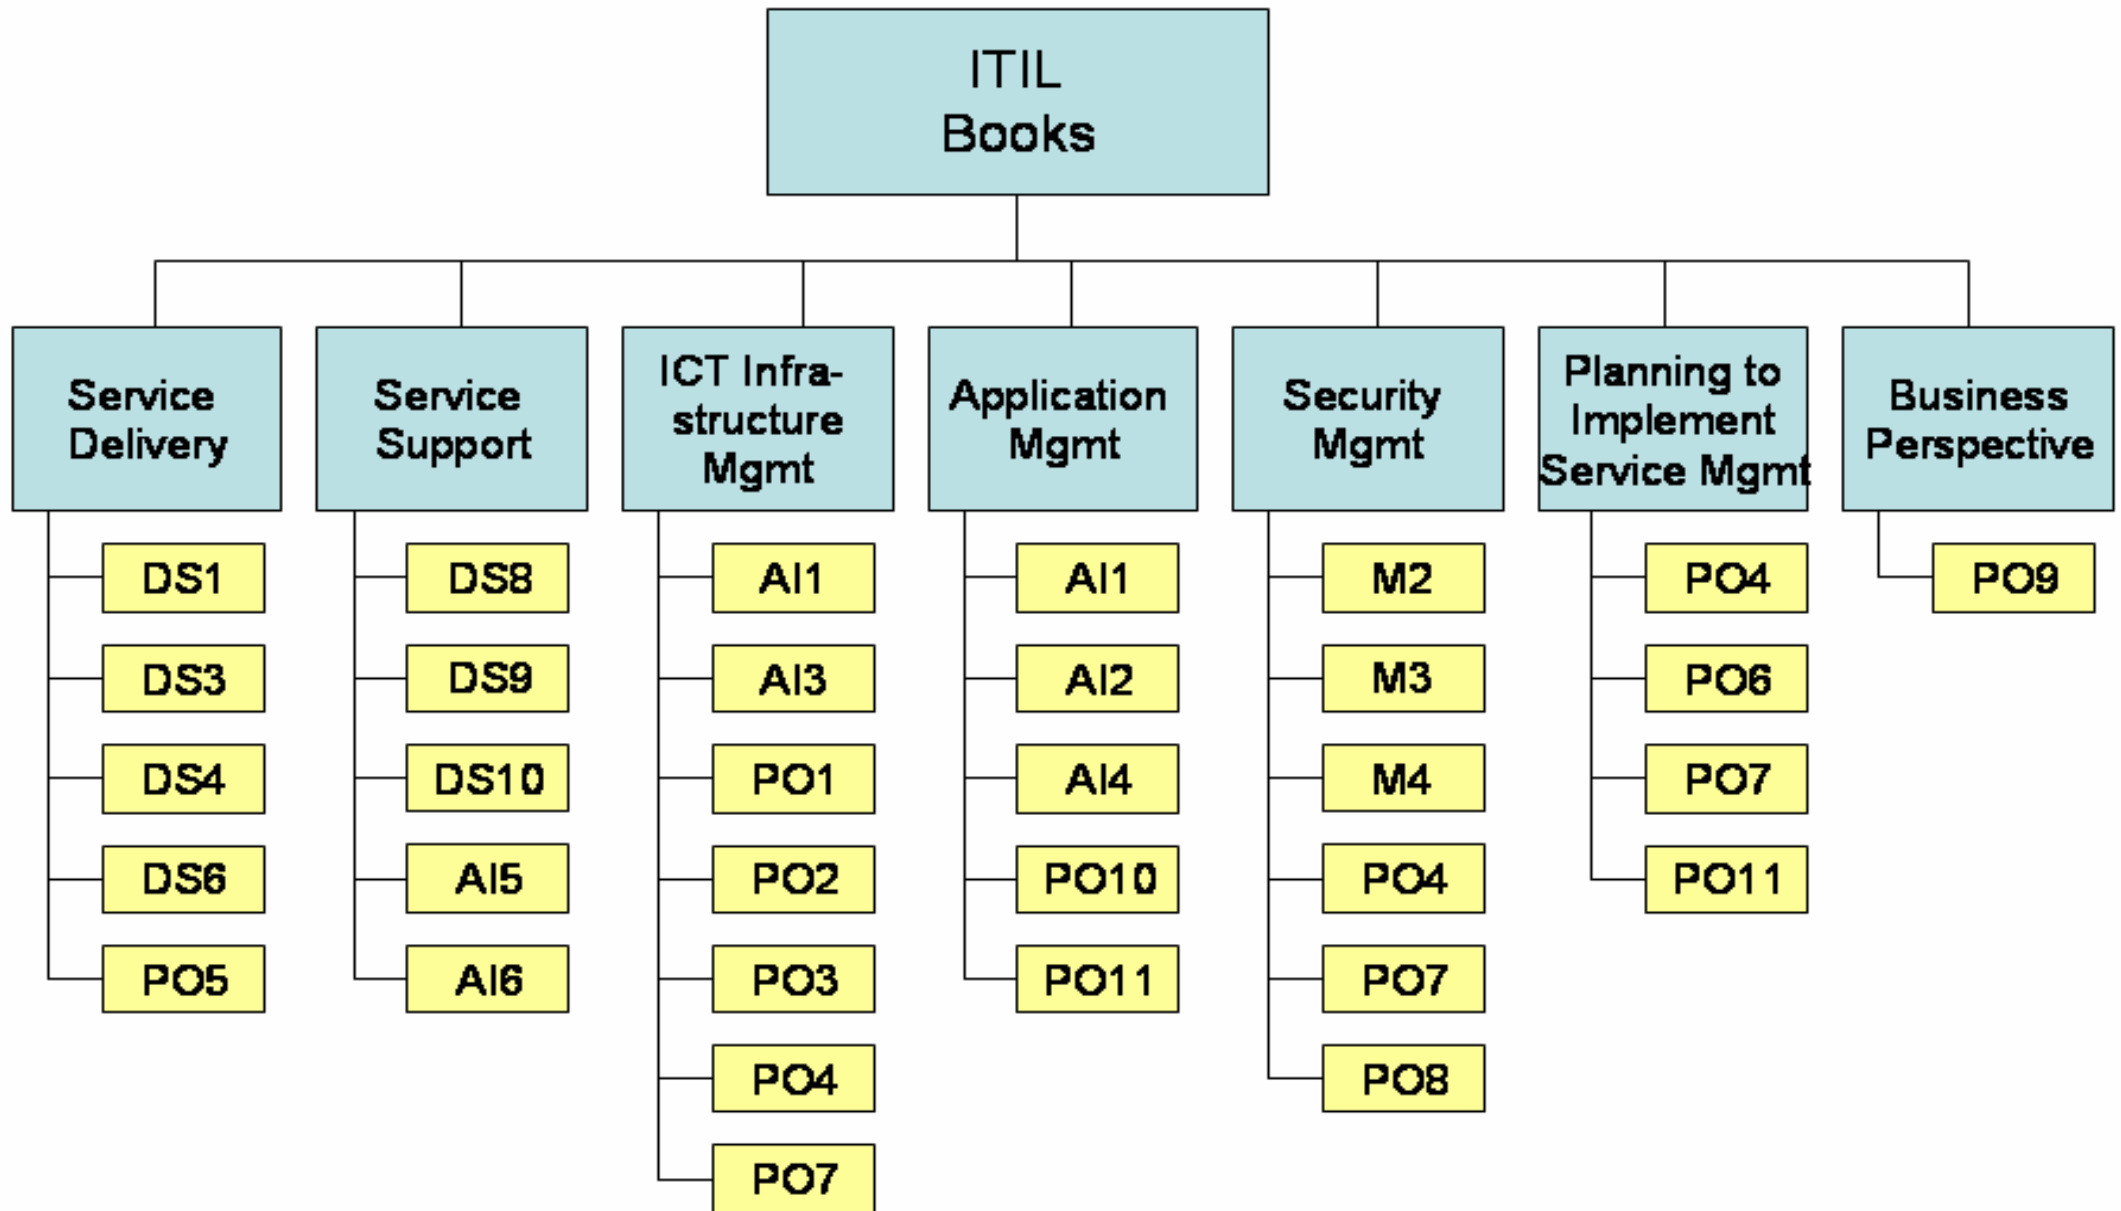 ITIL
Books
Service
Delivery
DS1
DS3
DS4
DS6
PO5
Service
Support
DS8
DS9
DS10
AI5
AI6
ICT Infra-
structure
Mgmt
AI1
AI3
PO1
PO2
PO3
PO4
PO7
Application
Mgmt
AI1
AI2
AI4
PO10
PO11
Security
Mgmt
M2
M3
M4
PO4
PO7
PO8
Planning to
Implement
Service Mgmt
PO4
PO6
PO7
PO11
Business
Perspective
PO9